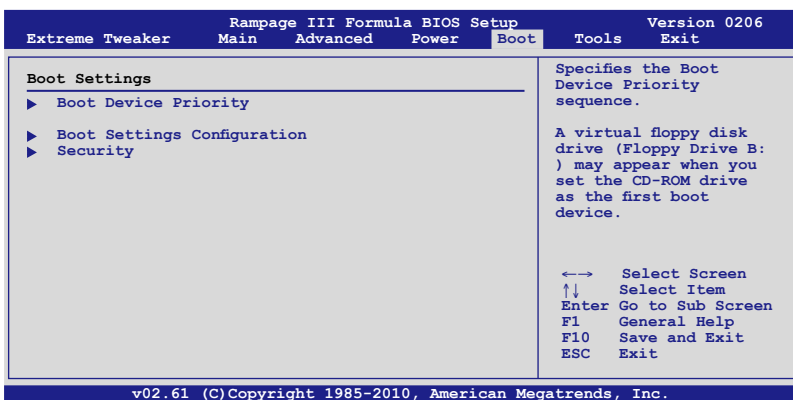 Rampage III Formula BIOS Setup Version 0206
Extreme Tweaker Main Advanced Power Boot Tools Exit
Boot Settings
▶ Boot Device Priority
▶ Boot Settings Configuration
▶ Security
Specifies the Boot
Device Priority
sequence.
A virtual floppy disk
drive (Floppy Drive B:
) may appear when you
set the CD-ROM drive
as the first boot
device.
←→ Select Screen
↑↓ Select Item
Enter Go to Sub Screen
F1 General Help
F10 Save and Exit
ESC Exit
v02.61 (C)Copyright 1985-2010, American Megatrends, Inc.